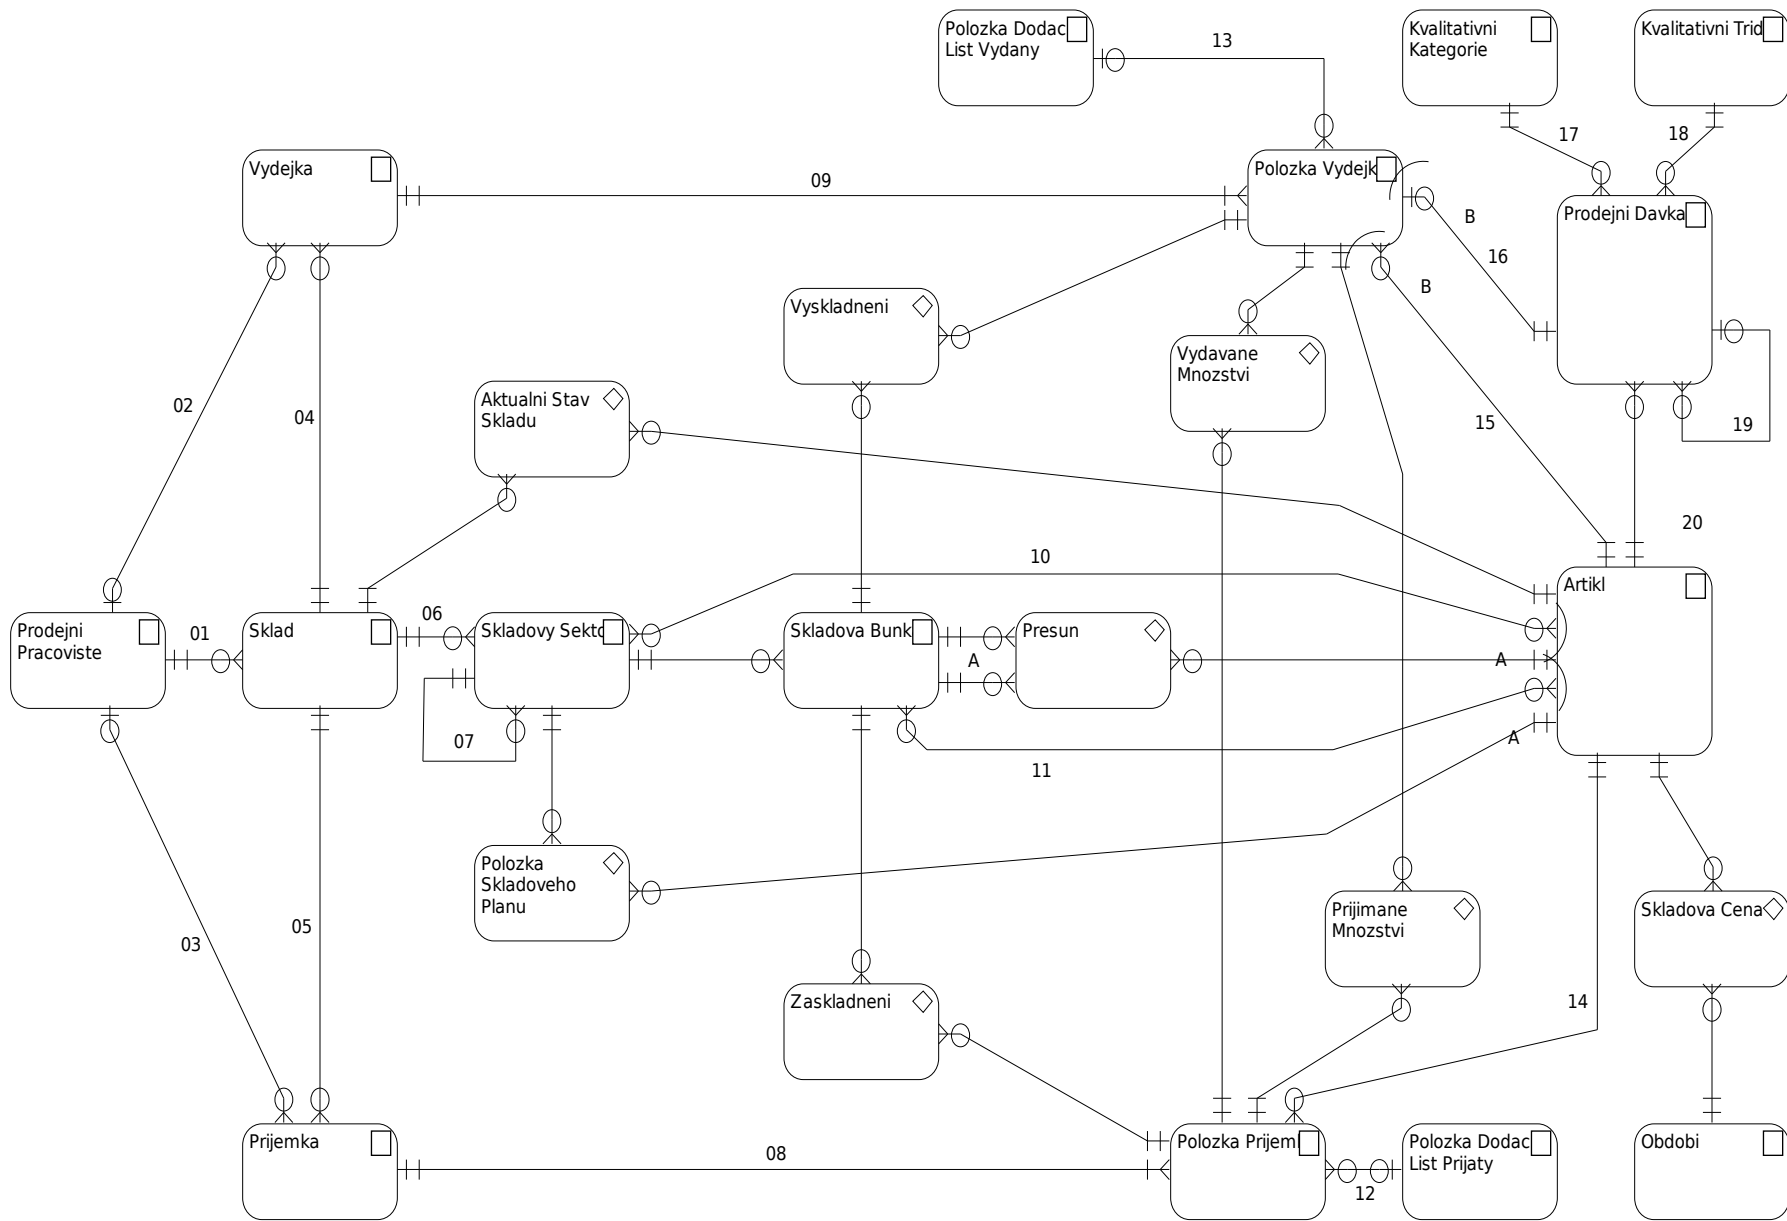 Polozka Dodac
List Vydany
13
Kvalitativni
Kategorie
Kvalitativni Trid
17
18
Vydejka
09
Polozka Vydejk
B
16
Prodejni Davka
B
Vyskladneni
Vydavane
Mnozstvi
02
04
Aktualni Stav
Skladu
15
19
20
10
Artikl
Prodejni
Pracoviste
01
Sklad
06
Skladovy Sekto
Skladova Bunk
A
Presun
A
07
11
A
Polozka
Skladoveho
Planu
03
05
Prijimane
Mnozstvi
Skladova Cena
Zaskladneni
14
Prijemka
08
Polozka Prijem
12
Polozka Dodac
List Prijaty
Obdobi